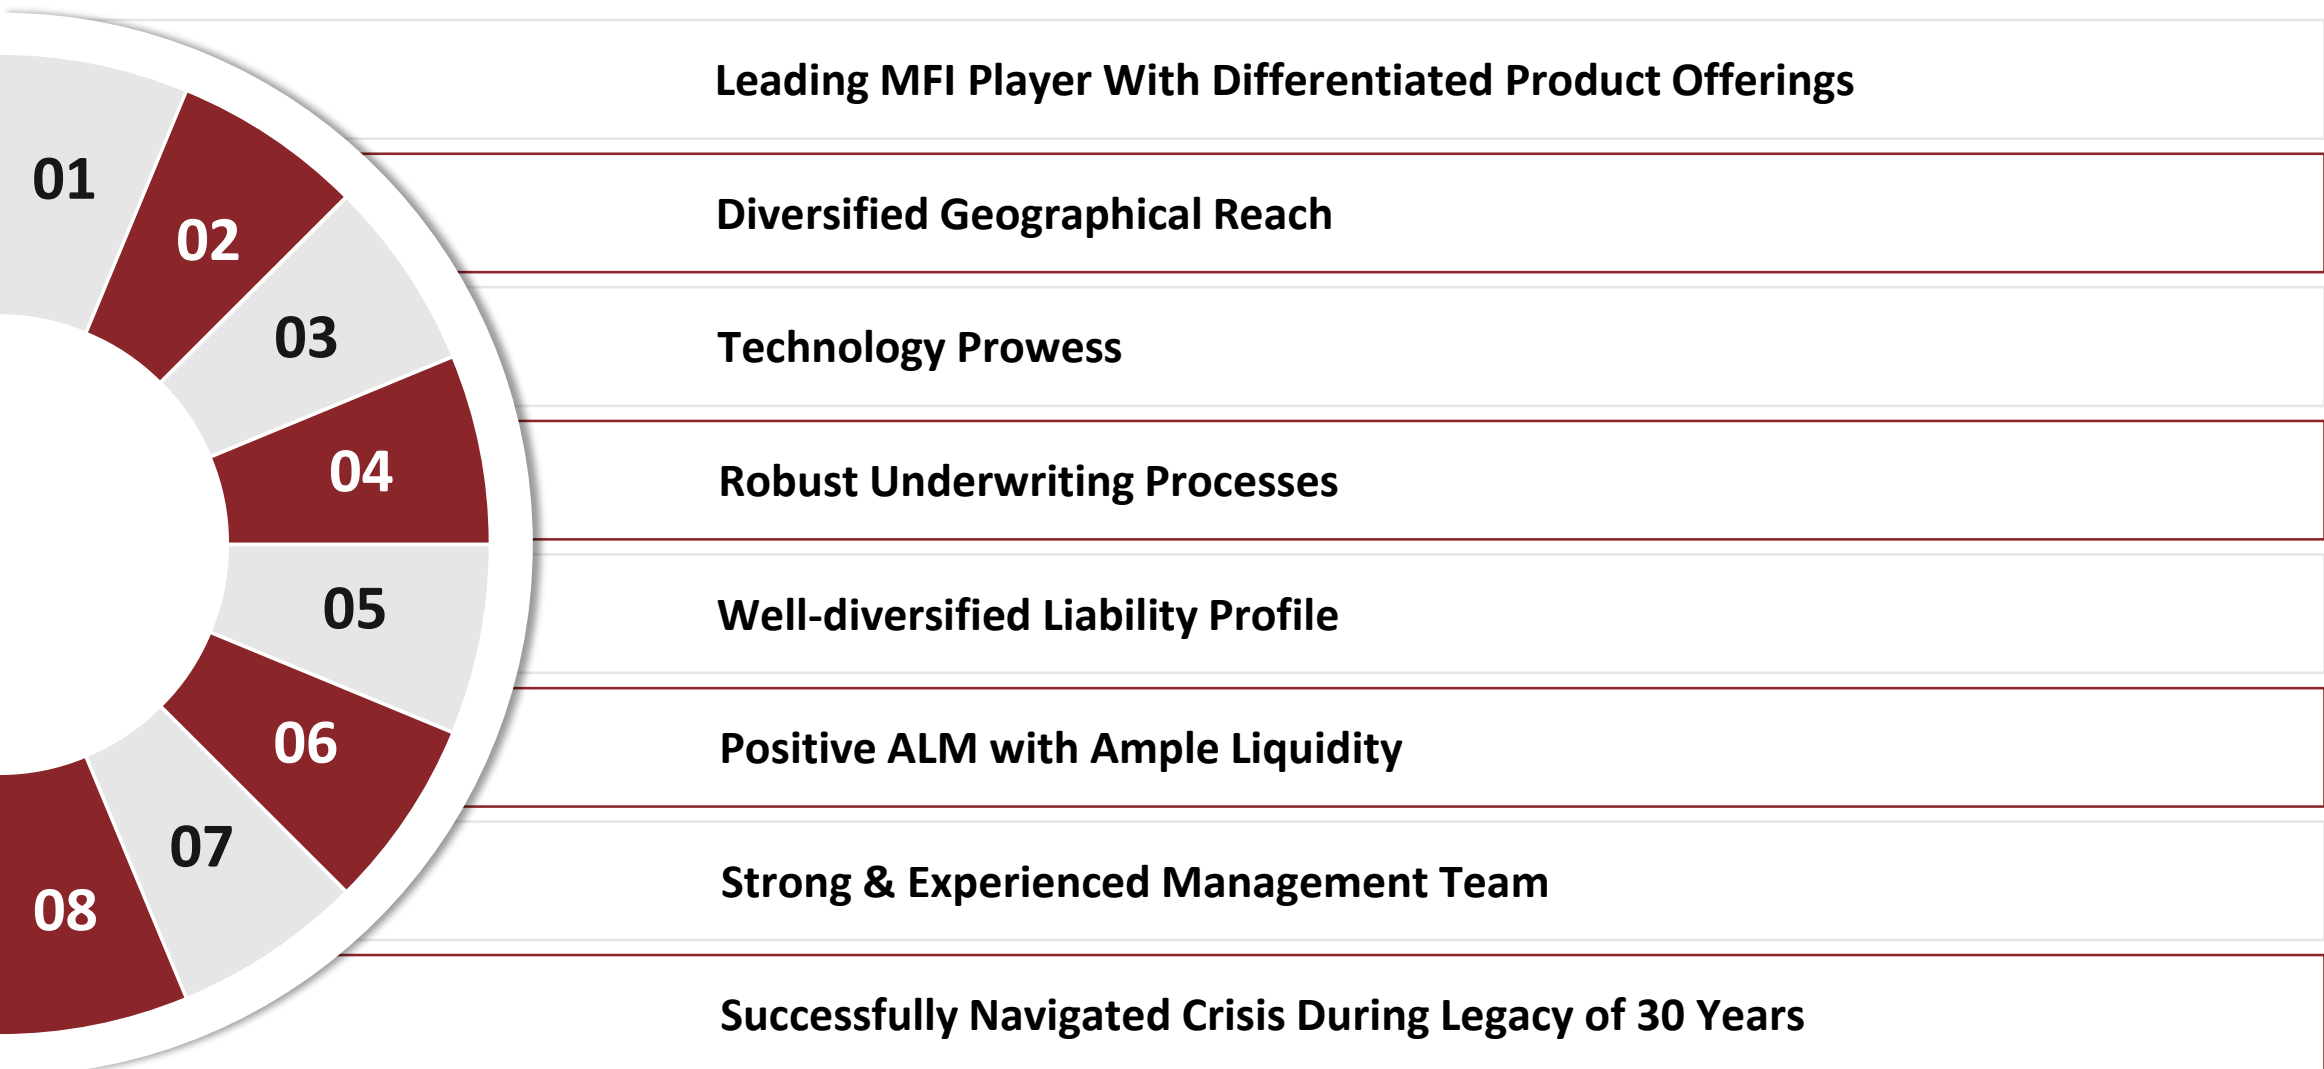 01
Leading MFI Player With Differentiated Product Offerings
02
Diversified Geographical Reach
03
Technology Prowess
04
Robust Underwriting Processes
05
Well-diversified Liability Profile
06
Positive ALM with Ample Liquidity
07
Strong & Experienced Management Team
08
Successfully Navigated Crisis During Legacy of 30 Years